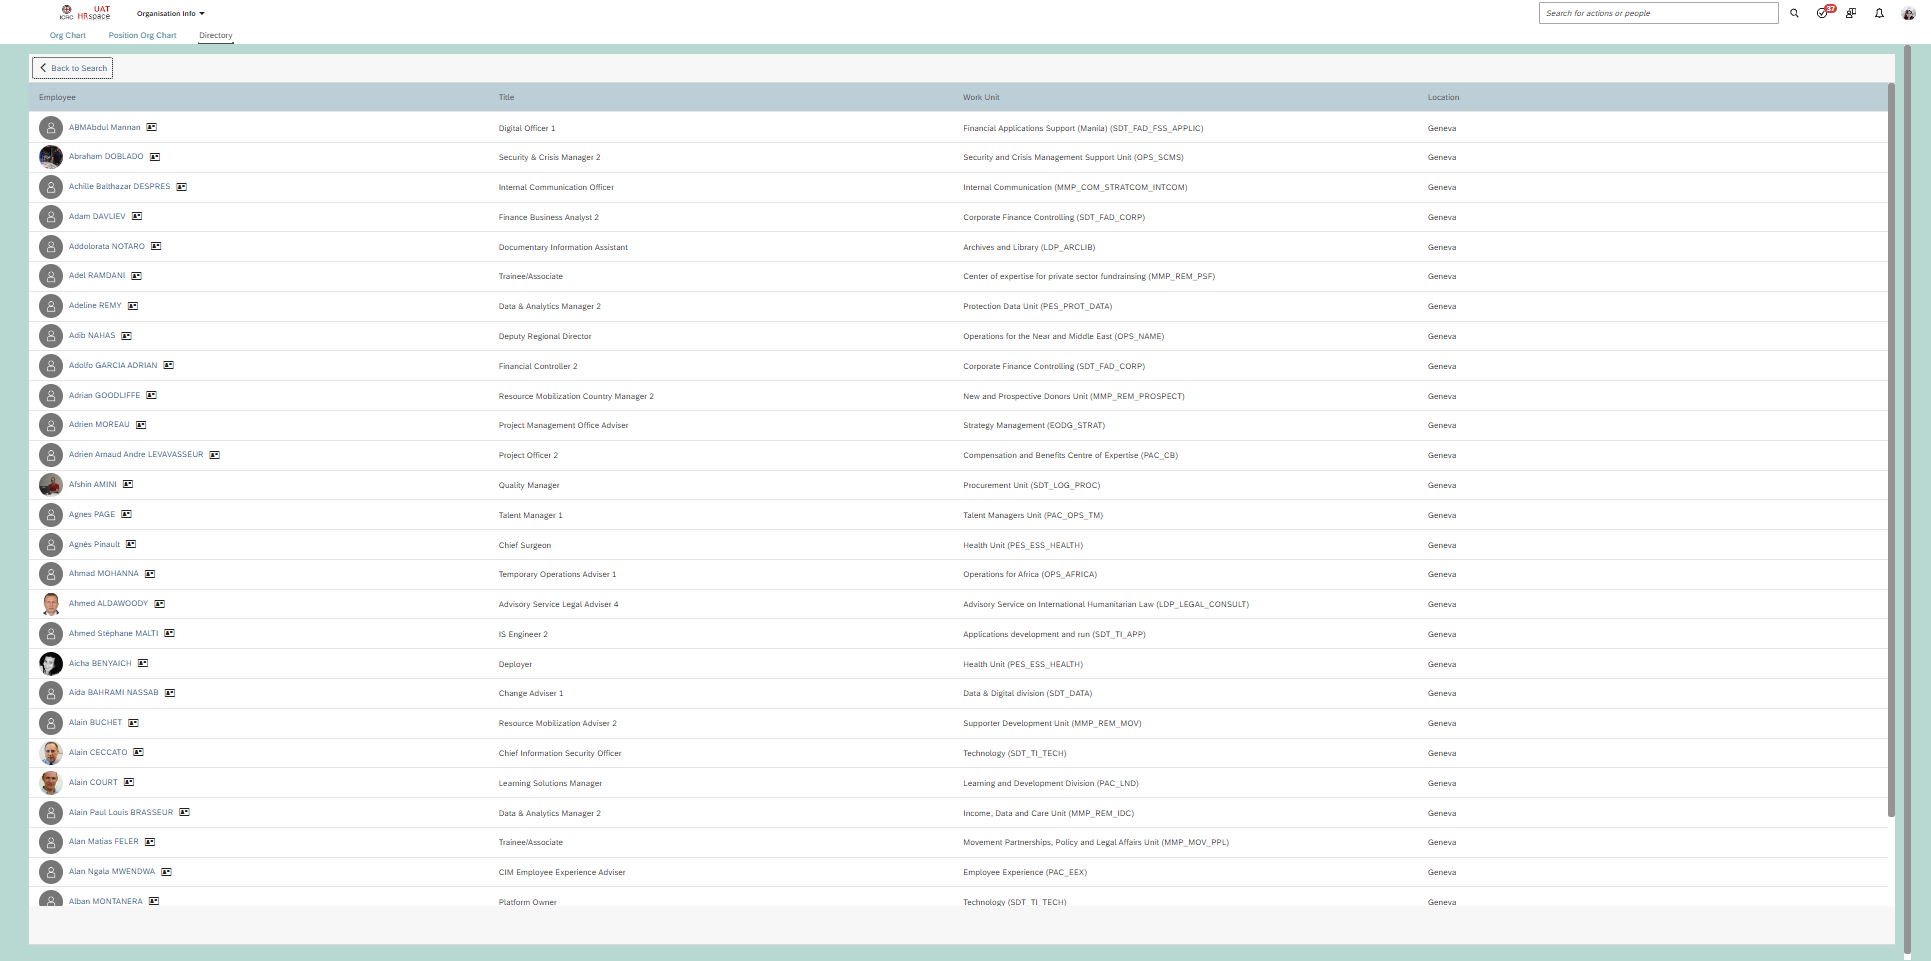 ICRC UAT HRspace Organisation Info Search for actions or people 37
Org Chart Position Org Chart Directory
Back to Search
Employee Title Work Unit Location
ABMAbdul Mannan Digital Officer 1 Financial Applications Support (Manila) (SDT_FAD_FSS_APPLIC) Geneva
Abraham DOBLADO Security & Crisis Manager 2 Security and Crisis Management Support Unit (OPS_SCMS) Geneva
Achille Balthazar DESPRES Internal Communication Officer Internal Communication (MMP_COM_STRATCOM_INTCOM) Geneva
Adam DAVLIEV Finance Business Analyst 2 Corporate Finance Controlling (SDT_FAD_CORP) Geneva
Addolorata NOTARO Documentary Information Assistant Archives and Library (LDP_ARCLIB) Geneva
Adel RAMDANI Trainee/Associate Center of expertise for private sector fundrainsing (MMP_REM_PSF) Geneva
Adeline REMY Data & Analytics Manager 2 Protection Data Unit (PES_PROT_DATA) Geneva
Adib NAHAS Deputy Regional Director Operations for the Near and Middle East (OPS_NAME) Geneva
Adolfo GARCIA ADRIAN Financial Controller 2 Corporate Finance Controlling (SDT_FAD_CORP) Geneva
Adrian GOODLIFFE Resource Mobilization Country Manager 2 New and Prospective Donors Unit (MMP_REM_PROSPECT) Geneva
Adrien MOREAU Project Management Office Adviser Strategy Management (EODG_STRAT) Geneva
Adrien Arnaud Andre LEVAVASSEUR Project Officer 2 Compensation and Benefits Centre of Expertise (PAC_CB) Geneva
Afshin AMINI Quality Manager Procurement Unit (SDT_LOG_PROC) Geneva
Agnes PAGE Talent Manager 1 Talent Managers Unit (PAC_OPS_TM) Geneva
Agnès Pinault Chief Surgeon Health Unit (PES_ESS_HEALTH) Geneva
Ahmad MOHANNA Temporary Operations Adviser 1 Operations for Africa (OPS_AFRICA) Geneva
Ahmed ALDAWOODY Advisory Service Legal Adviser 4 Advisory Service on International Humanitarian Law (LDP_LEGAL_CONSULT) Geneva
Ahmed Stéphane MALTI IS Engineer 2 Applications development and run (SDT_TI_APP) Geneva
Aicha BENYAICH Deployer Health Unit (PES_ESS_HEALTH) Geneva
Aida BAHRAMI NASSAB Change Adviser 1 Data & Digital division (SDT_DATA) Geneva
Alain BUCHET Resource Mobilization Adviser 2 Supporter Development Unit (MMP_REM_MOV) Geneva
Alain CECCATO Chief Information Security Officer Technology (SDT_TI_TECH) Geneva
Alain COURT Learning Solutions Manager Learning and Development Division (PAC_LND) Geneva
Alain Paul Louis BRASSEUR Data & Analytics Manager 2 Income, Data and Care Unit (MMP_REM_IDC) Geneva
Alan Matias FELER Trainee/Associate Movement Partnerships, Policy and Legal Affairs Unit (MMP_MOV_PPL) Geneva
Alan Ngala MWENDWA CIM Employee Experience Adviser Employee Experience (PAC_EEX) Geneva
Alban MONTANERA Platform Owner Technology (SDT_TI_TECH) Geneva